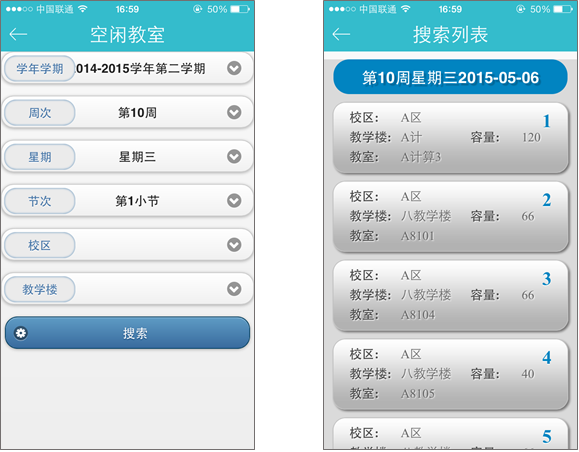 中国联通 16:59 50%
空闲教室
学年学期 014-2015学年第二学期
周次 第10周
星期 星期三
节次 第1小节
校区
教学楼
搜索
中国联通 16:59 50%
搜索列表
第10周星期三2015-05-06
1
校区: A区
教学楼: A计 容量: 120
教室: A计算3
2
校区: A区
教学楼: 八教学楼 容量: 66
教室: A8101
3
校区: A区
教学楼: 八教学楼 容量: 66
教室: A8104
4
校区: A区
教学楼: 八教学楼 容量: 40
教室: A8105
5
校区: A区